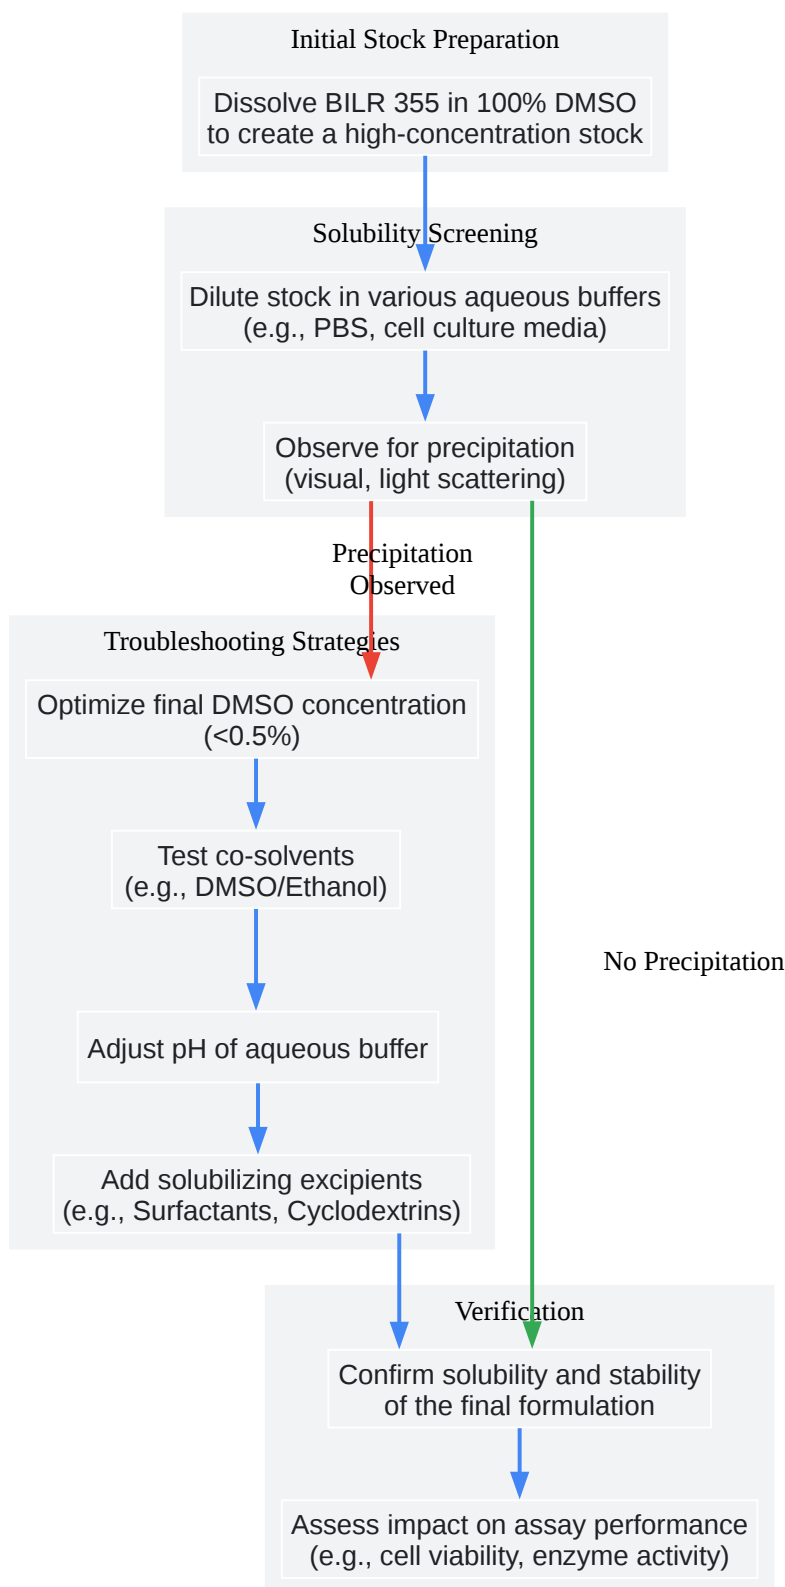 Initial Stock Preparation
Dissolve BILR 355 in 100% DMSO
to create a high-concentration stock
Solubility Screening
Dilute stock in various aqueous buffers
(e.g., PBS, cell culture media)
Observe for precipitation
(visual, light scattering)
Precipitation
Observed
Troubleshooting Strategies
Optimize final DMSO concentration
(<0.5%)
Test co-solvents
(e.g., DMSO/Ethanol)
No Precipitation
Adjust pH of aqueous buffer
Add solubilizing excipients
(e.g., Surfactants, Cyclodextrins)
Verification
Confirm solubility and stability
of the final formulation
Assess impact on assay performance
(e.g., cell viability, enzyme activity)